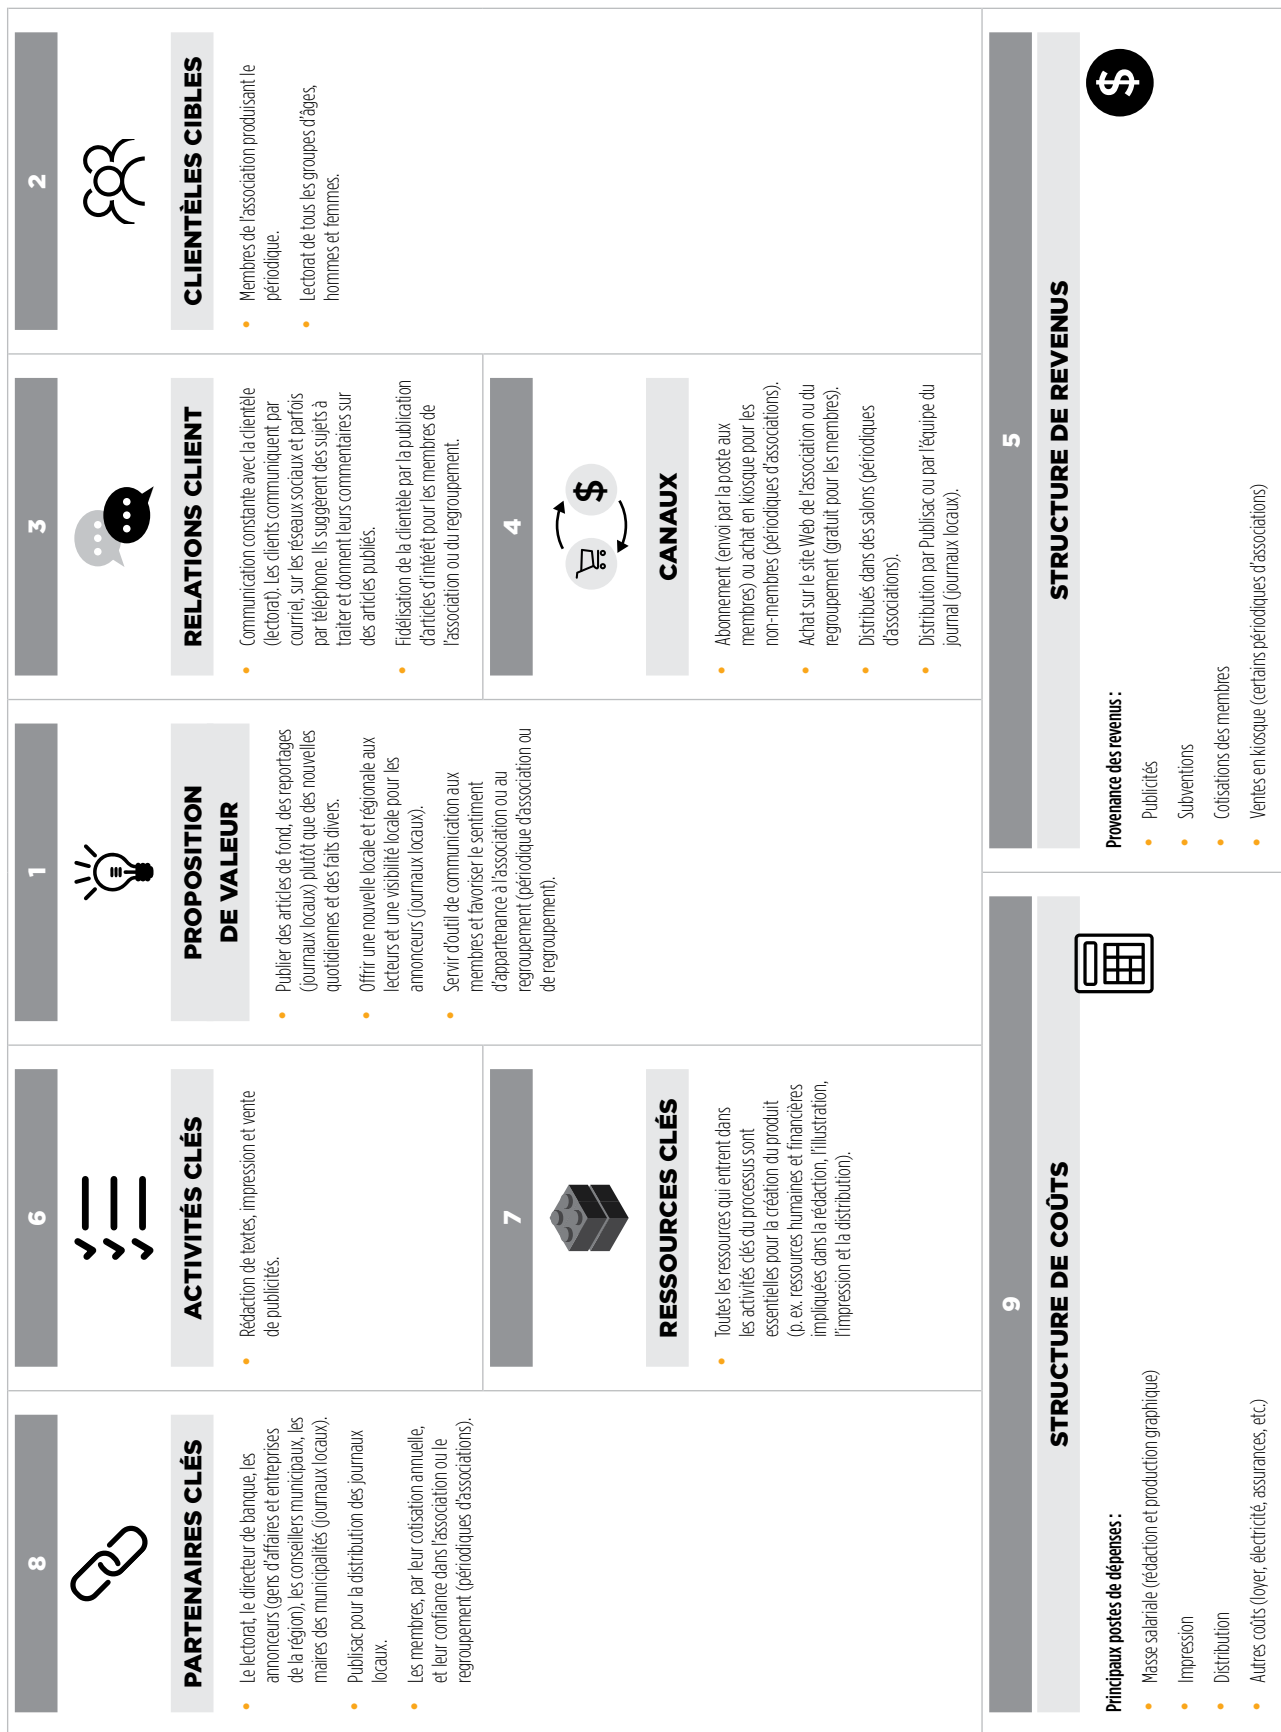 8
PARTENAIRES CLÉS
• Le lectorat, le directeur de banque, les
annonceurs (gens d'affaires et entreprises
de la région), les conseillers municipaux, les
maires des municipalités (journaux locaux).
• Publisac pour la distribution des journaux
locaux.
• Les membres, par leur cotisation annuelle,
et leur confiance dans l'association ou le
regroupement (périodiques d'associations).
6
ACTIVITÉS CLÉS
• Rédaction de textes, impression et vente
de publicités.
7
RESSOURCES CLÉS
• Toutes les ressources qui entrent dans
les activités clés du processus sont
essentielles pour la création du produit
(p. ex. ressources humaines et financières
impliquées dans la rédaction, l'illustration,
l'impression et la distribution).
1
PROPOSITION
DE VALEUR
• Publier des articles de fond, des reportages
(journaux locaux) plutôt que des nouvelles
quotidiennes et des faits divers.
• Offrir une nouvelle locale et régionale aux
lecteurs et une visibilité locale pour les
annonceurs (journaux locaux).
• Servir d'outil de communication aux
membres et favoriser le sentiment
d'appartenance à l'association ou au
regroupement (périodique d'association ou
de regroupement).
3
RELATIONS CLIENT
• Communication constante avec la clientèle
(lectorat). Les clients communiquent par
courriel, sur les réseaux sociaux et parfois
par téléphone. Ils suggèrent des sujets à
traiter et donnent leurs commentaires sur
des articles publiés.
• Fidélisation de la clientèle par la publication
d'articles d'intérêt pour les membres de
l'association ou du regroupement.
4
$
CANAUX
• Abonnement (envoi par la poste aux
membres) ou achat en kiosque pour les
non-membres (périodiques d'associations).
• Achat sur le site Web de l'association ou du
regroupement (gratuit pour les membres).
• Distribués dans des salons (périodiques
d'associations).
• Distribution par Publisac ou par l'équipe du
journal (journaux locaux).
2
CLIENTÈLES CIBLES
• Membres de l'association produisant le
périodique.
• Lectorat de tous les groupes d'âges,
hommes et femmes.
9
STRUCTURE DE COÛTS
Principaux postes de dépenses :
• Masse salariale (rédaction et production graphique)
• Impression
• Distribution
• Autres coûts (loyer, électricité, assurances, etc.)
5
STRUCTURE DE REVENUS
$
Provenance des revenus :
• Publicités
• Subventions
• Cotisations des membres
• Ventes en kiosque (certains périodiques d'associations)